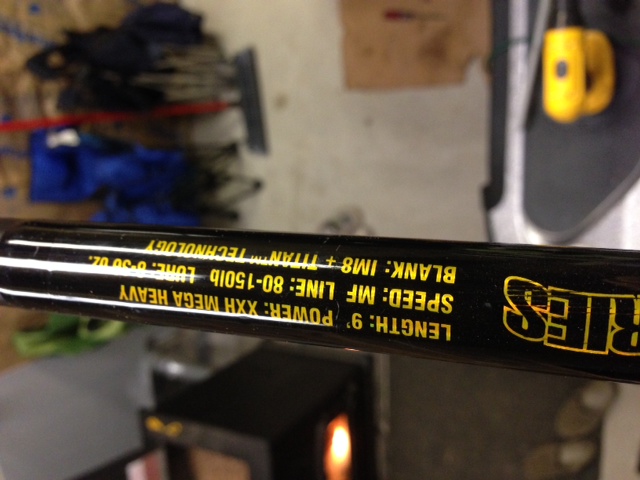 RIES
LENGTH: 9' POWER: XXH MEGA HEAVY
SPEED: MF LINE: 80-150lb LURE: 8-30 oz.
BLANK: IM8 + TITAN™ TECHNOLOGY